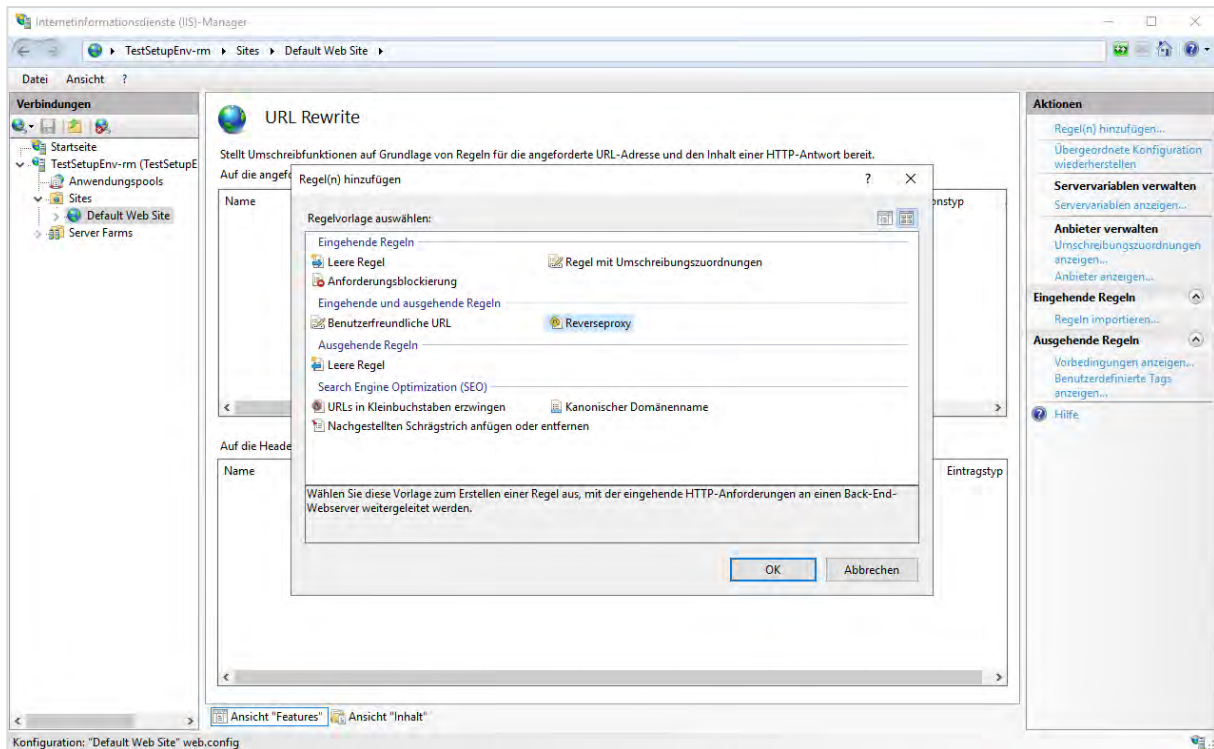 Internetinformationsdienste (IIS)-Manager
TestSetupEnv-rm Sites Default Web Site
Datei Ansicht ?
Verbindungen
Startseite
TestSetupEnv-rm (TestSetupE
Anwendungspools
Sites
Default Web Site
Server Farms
URL Rewrite
Stellt Umschreibfunktionen auf Grundlage von Regeln für die angeforderte URL-Adresse und den Inhalt einer HTTP-Antwort bereit.
Auf die angefo
Name
onstyp
Regel(n) hinzufügen
? X
Regelvorlage auswählen:
Eingehende Regeln
Leere Regel Regel mit Umschreibungszuordnungen
Anforderungsblockierung
Eingehende und ausgehende Regeln
Benutzerfreundliche URL Reverseproxy
Ausgehende Regeln
Leere Regel
Search Engine Optimization (SEO)
URLs in Kleinbuchstaben erzwingen Kanonischer Domänenname
Nachgestellten Schrägstrich anfügen oder entfernen
Wählen Sie diese Vorlage zum Erstellen einer Regel aus, mit der eingehende HTTP-Anforderungen an einen Back-End-
Webserver weitergeleitet werden.
OK Abbrechen
Auf die Heade
Name
Eintragstyp
Ansicht "Features" Ansicht "Inhalt"
Aktionen
Regel(n) hinzufügen...
Übergeordnete Konfiguration
wiederherstellen
Servervariablen verwalten
Servervariablen anzeigen...
Anbieter verwalten
Umschreibungszuordnungen
anzeigen...
Anbieter anzeigen...
Eingehende Regeln
Regeln importieren...
Ausgehende Regeln
Vorbedingungen anzeigen...
Benutzerdefinierte Tags
anzeigen...
Hilfe
Konfiguration: "Default Web Site" web.config